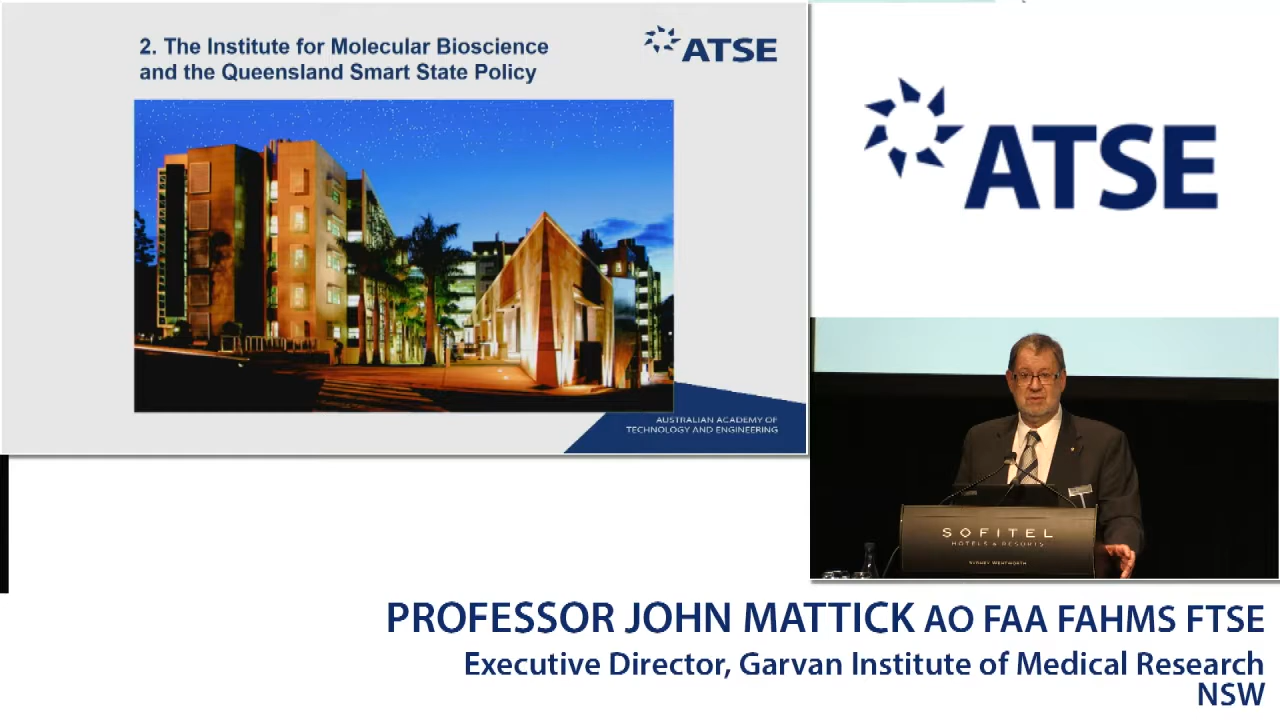 2. The Institute for Molecular Bioscience
and the Queensland Smart State Policy
ATSE
AUSTRALIAN ACADEMY OF
TECHNOLOGY AND ENGINEERING
ATSE
SOFITEL
HOTELS & RESORTS
SYDNEY WENTWORTH
PROFESSOR JOHN MATTICK AO FAA FAHMS FTSE
Executive Director, Garvan Institute of Medical Research
NSW